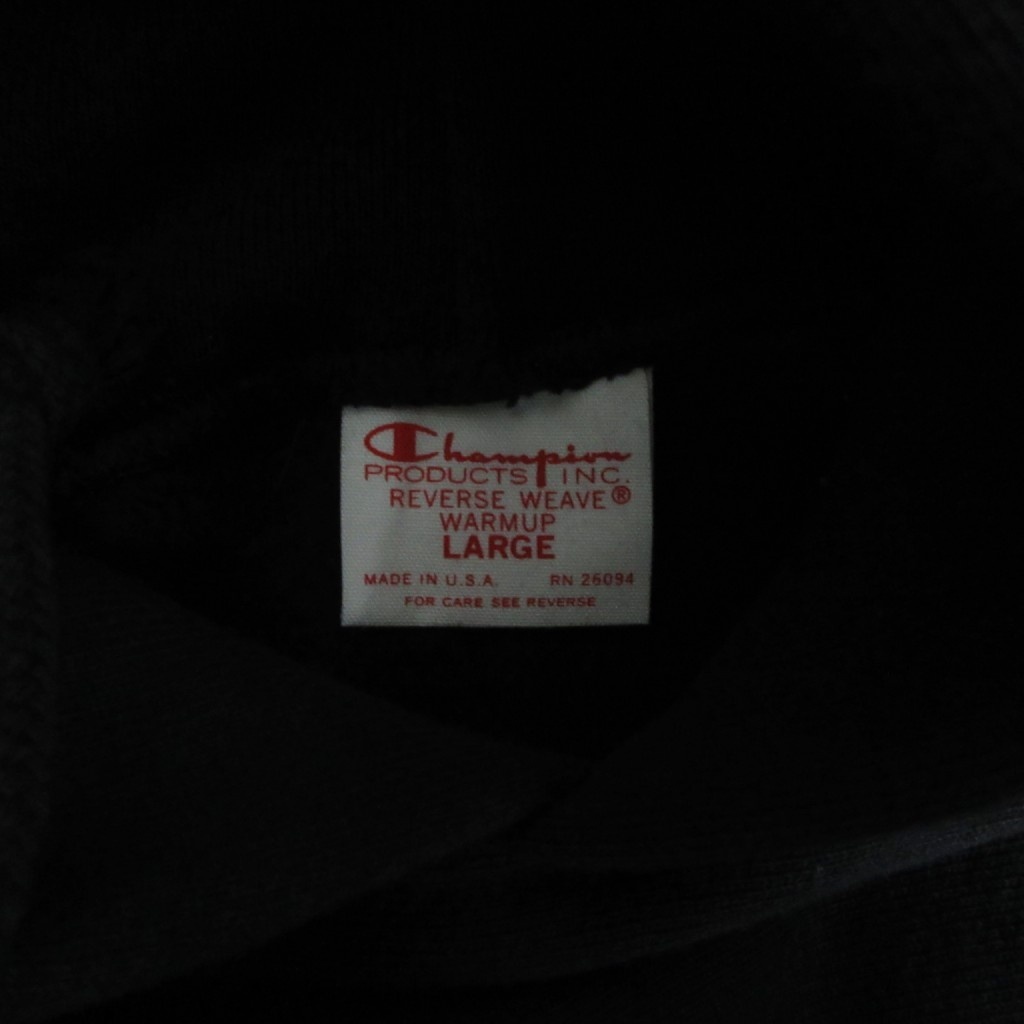 Champion
PRODUCTS INC.
REVERSE WEAVE®
WARMUP
LARGE
MADE IN U.S.A. RN 26094
FOR CARE SEE REVERSE